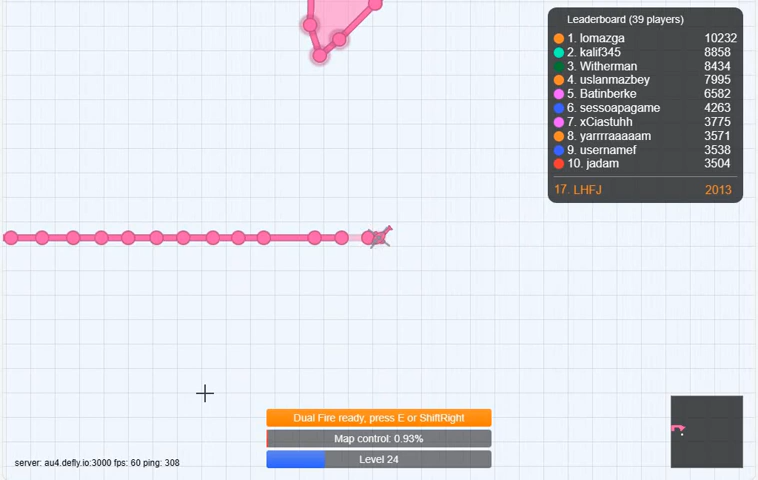 Leaderboard (39 players)
1. lomazga 10232
2. kalif345 8858
3. Witherman 8434
4. uslanmazbey 7995
5. Batinberke 6582
6. sessoapagame 4263
7. xCiastuhh 3775
8. yarrrraaaaam 3571
9. usernamef 3538
10. jadam 3504
17. LHFJ 2013
Dual Fire ready, press E or ShiftRight
Map control: 0.93%
Level 24
server: au4.defly.io:3000 fps: 60 ping: 308